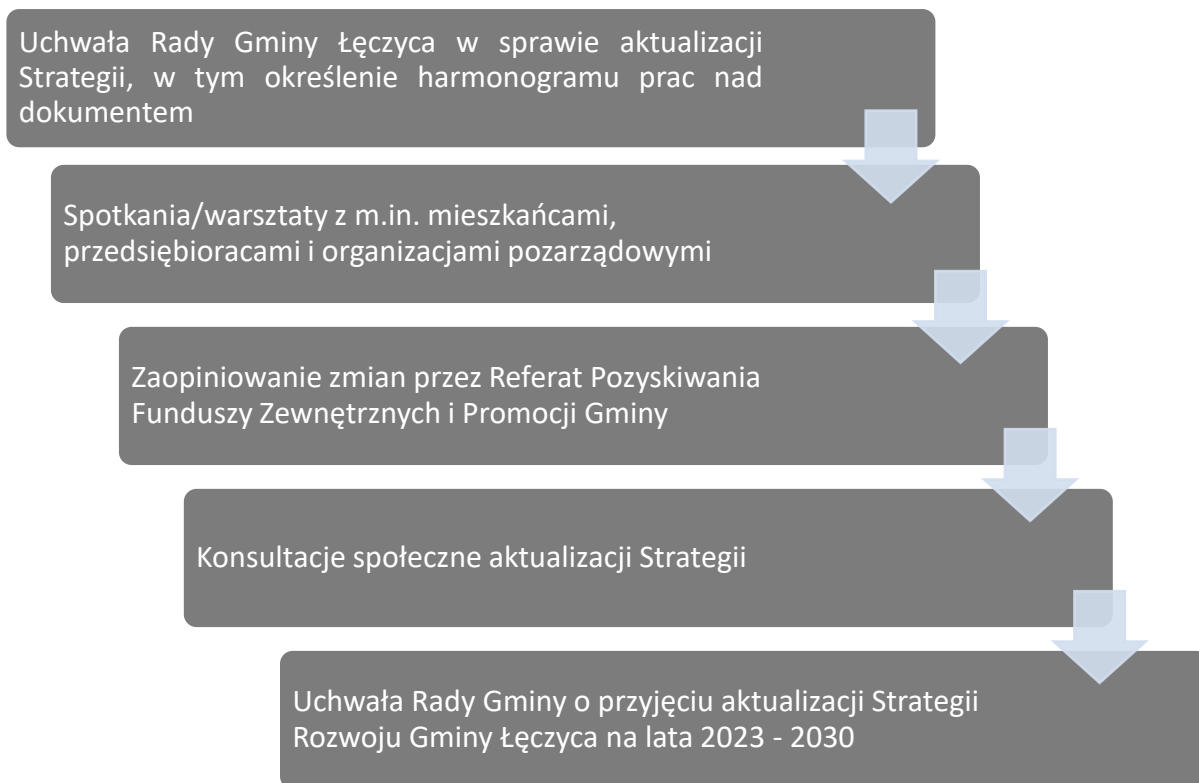 Uchwała Rady Gminy Łęczyca w sprawie aktualizacji
Strategii, w tym określenie harmonogramu prac nad
dokumentem
Spotkania/warsztaty z m.in. mieszkańcami,
przedsiębioracami i organizacjami pozarządowymi
Zaopiniowanie zmian przez Referat Pozyskiwania
Funduszy Zewnętrznych i Promocji Gminy
Konsultacje społeczne aktualizacji Strategii
Uchwała Rady Gminy o przyjęciu aktualizacji Strategii
Rozwoju Gminy Łęczyca na lata 2023 - 2030